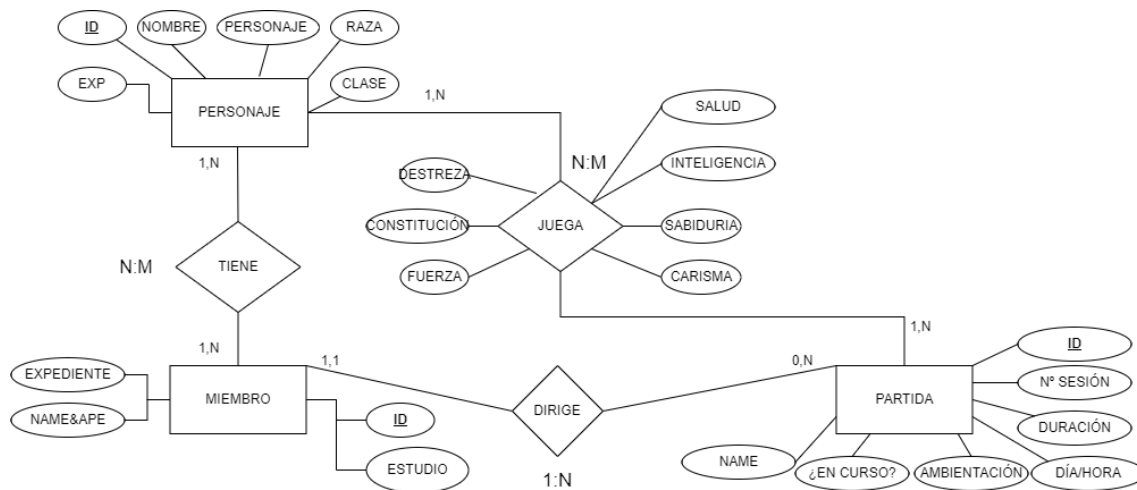 ID
NOMBRE
PERSONAJE
RAZA
EXP
CLASE
PERSONAJE
1,N
SALUD
1,N
N:M
INTELIGENCIA
DESTREZA
CONSTITUCIÓN
JUEGA
SABIDURIA
N:M
TIENE
FUERZA
CARISMA
1,N
1,N
1,1
0,N
ID
EXPEDIENTE
Nº SESIÓN
MIEMBRO
PARTIDA
NAME&APE
ID
DIRIGE
DURACIÓN
ESTUDIO
NAME
¿EN CURSO?
AMBIENTACIÓN
DÍA/HORA
1:N